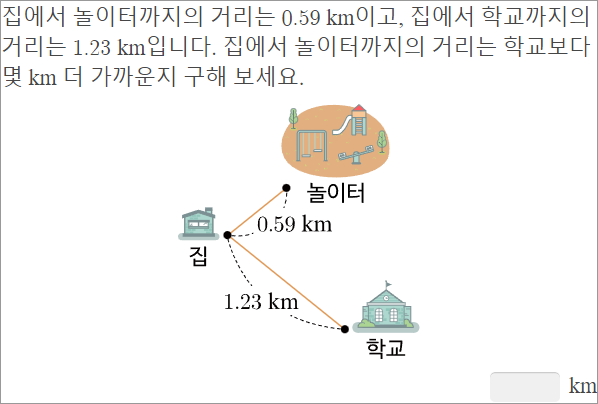 집에서 놀이터까지의 거리는 0.59 km이고, 집에서 학교까지의
거리는 1.23 km입니다. 집에서 놀이터까지의 거리는 학교보다
몇 km 더 가까운지 구해 보세요.
놀이터
0.59 km
집
1.23 km
학교
km